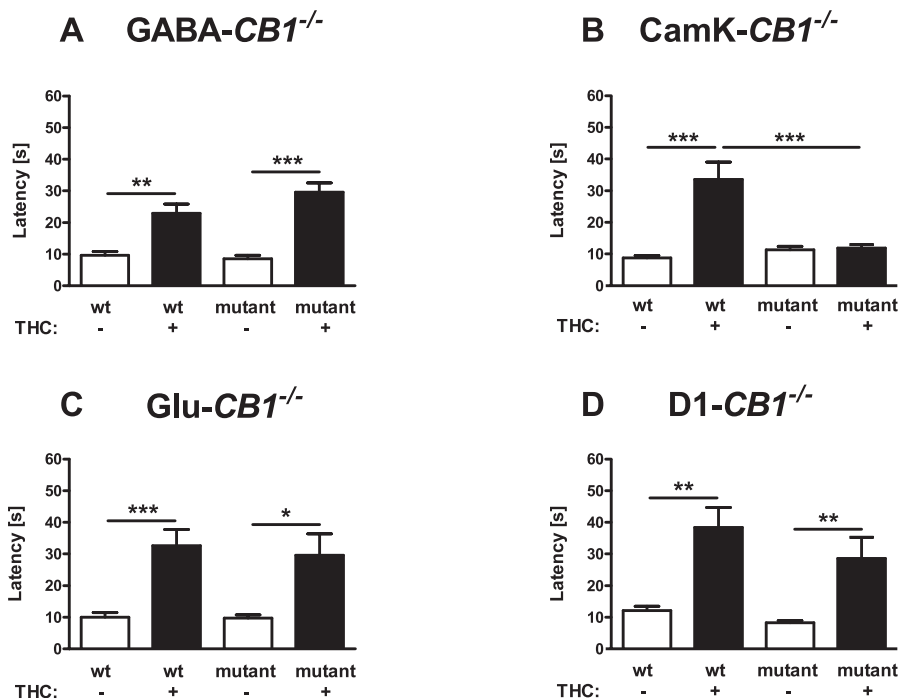 A GABA-CB1-/-
Latency [s]
60
50
40
30
20
10
0
** ***
wt wt mutant mutant
THC: - + - +
B CamK-CB1-/-
Latency [s]
60
50
40
30
20
10
0
*** ***
wt wt mutant mutant
THC: - + - +
C Glu-CB1-/-
Latency [s]
60
50
40
30
20
10
0
*** *
wt wt mutant mutant
THC: - + - +
D D1-CB1-/-
Latency [s]
60
50
40
30
20
10
0
** **
wt wt mutant mutant
THC: - + - +